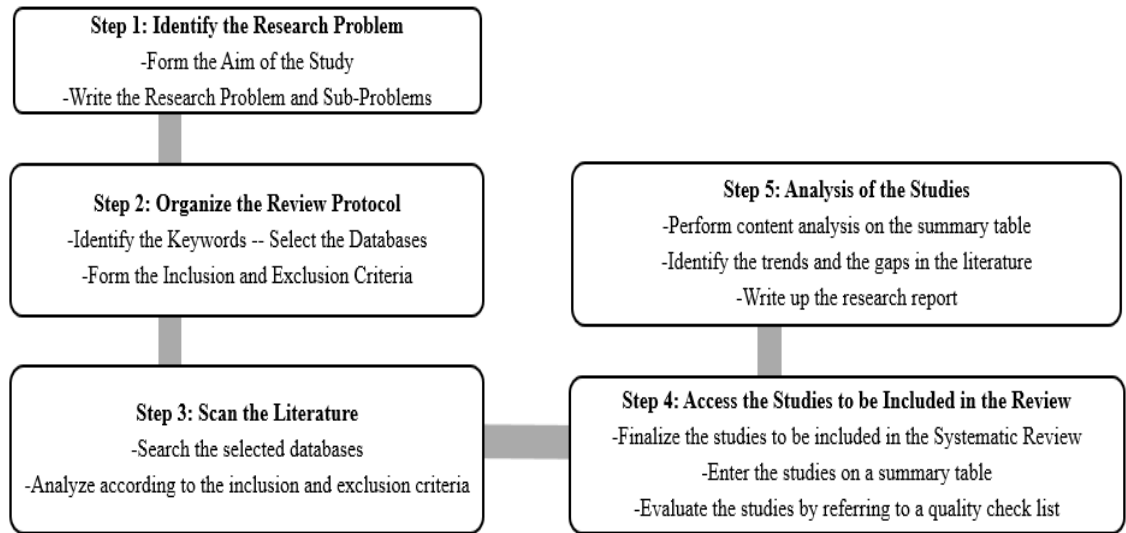 Step 1: Identify the Research Problem
-Form the Aim of the Study
-Write the Research Problem and Sub-Problems
Step 2: Organize the Review Protocol
-Identify the Keywords -- Select the Databases
-Form the Inclusion and Exclusion Criteria
Step 3: Scan the Literature
-Search the selected databases
-Analyze according to the inclusion and exclusion criteria
Step 4: Access the Studies to be Included in the Review
-Finalize the studies to be included in the Systematic Review
-Enter the studies on a summary table
-Evaluate the studies by referring to a quality check list
Step 5: Analysis of the Studies
-Perform content analysis on the summary table
-Identify the trends and the gaps in the literature
-Write up the research report